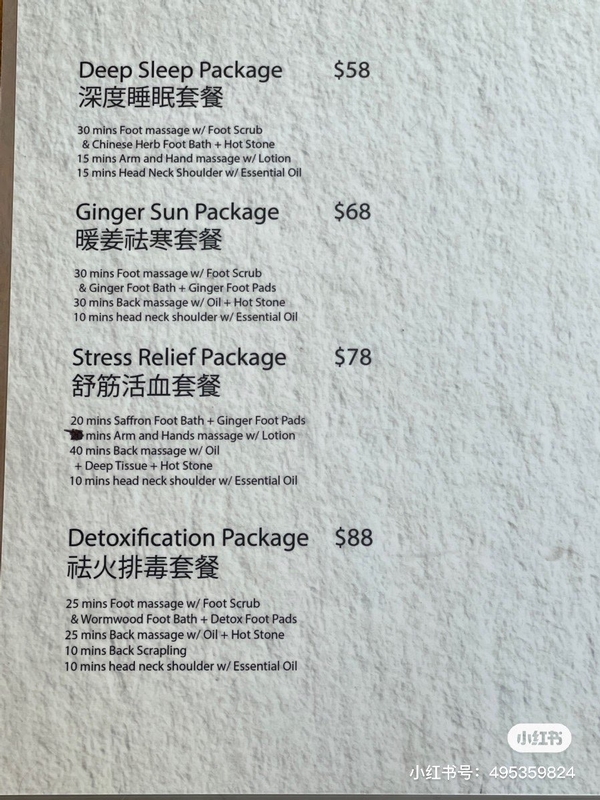 Deep Sleep Package $58
深度睡眠套餐
30 mins Foot massage w/ Foot Scrub
& Chinese Herb Foot Bath + Hot Stone
15 mins Arm and Hand massage w/ Lotion
15 mins Head Neck Shoulder w/ Essential Oil
Ginger Sun Package $68
暖姜祛寒套餐
30 mins Foot massage w/ Foot Scrub
& Ginger Foot Bath + Ginger Foot Pads
30 mins Back massage w/ Oil + Hot Stone
10 mins head neck shoulder w/ Essential Oil
Stress Relief Package $78
舒筋活血套餐
20 mins Saffron Foot Bath + Ginger Foot Pads
mins Arm and Hands massage w/ Lotion
40 mins Back massage w/ Oil
+ Deep Tissue + Hot Stone
10 mins head neck shoulder w/ Essential Oil
Detoxification Package $88
祛火排毒套餐
25 mins Foot massage w/ Foot Scrub
& Wormwood Foot Bath + Detox Foot Pads
25 mins Back massage w/ Oil + Hot Stone
10 mins Back Scrapling
10 mins head neck shoulder w/ Essential Oil
小红书
小红书号：495359824